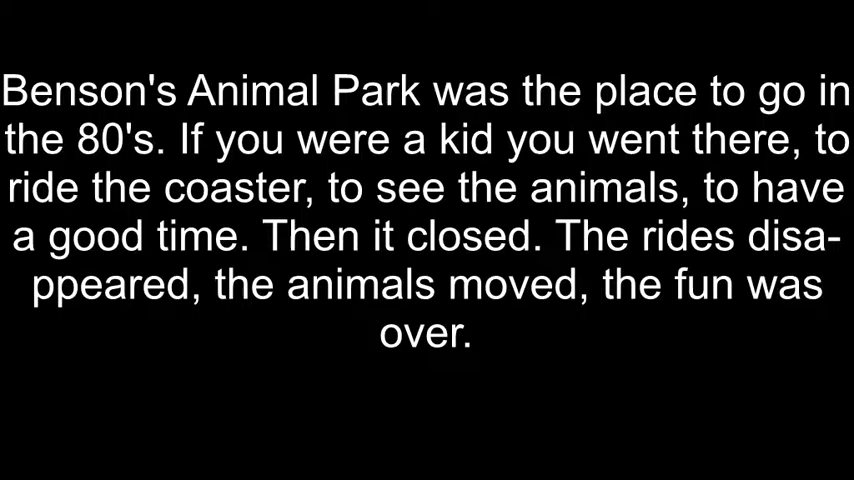 Benson's Animal Park was the place to go in
the 80's. If you were a kid you went there, to
ride the coaster, to see the animals, to have
a good time. Then it closed. The rides disa-
ppeared, the animals moved, the fun was
over.